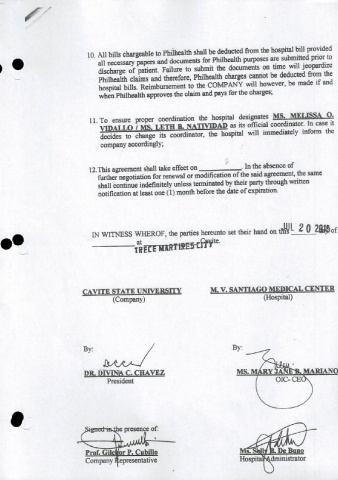 10. All bills chargeable to Philhealth shall be deducted from the hospital bill provided
all necessary papers and documents for Philhealth purposes are submitted prior to
discharge of patient. Failure to submit the documents on time will jeopardize
Philhealth claims and therefore, Philhealth charges cannot be deducted from the
hospital bills. Reimbursement to the COMPANY will however, be made if and
when Philhealth approves the claim and pays for the charges;
11. To ensure proper coordination the hospital designates MS. MELISSA O.
VIDALLO / MS. LETH B. NATIVIDAD as its official coordinator. In case it
decides to change its coordinator, the hospital will immediately inform the
company accordingly;
12. This agreement shall take effect on __________. In the absence of
further negotiation for renewal or modification of the said agreement, the same
shall continue indefinitely unless terminated by their party through written
notification at least one (1) month before the date of expiration.
IN WITNESS WHEROF, the parties hereunto set their hand on this JUL 20 day of
__________ at TRECE MARTIRES CITY Cavite.
CAVITE STATE UNIVERSITY M. V. SANTIAGO MEDICAL CENTER
(Company) (Hospital)
By: By:
DR. DIVINA C. CHAVEZ MS. MARY JANE R. MARIANO
President OIC- CEO
Signed in the presence of:
Prof. Gilchor P. Cubillo Ms. Sally B. De Buno
Company Representative Hospital Administrator